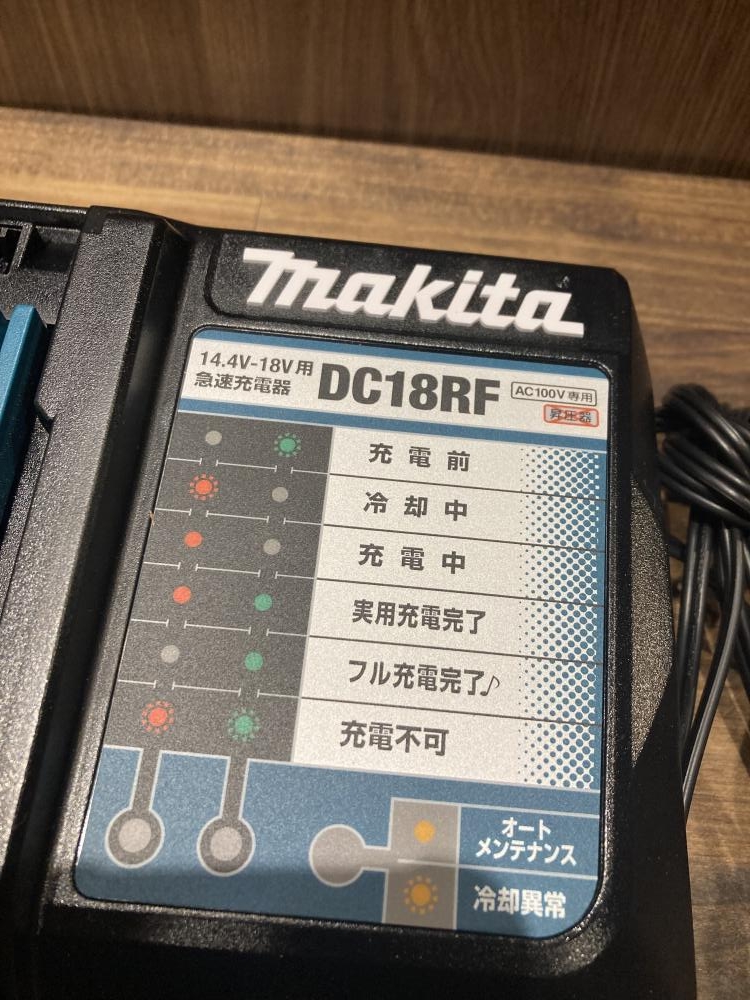 makita
14.4V-18V用
急速充電器
DC18RF
AC100V専用
昇圧器
充電前
冷却中
充電中
実用充電完了
フル充電完了♪
充電不可
オート
メンテナンス
冷却異常